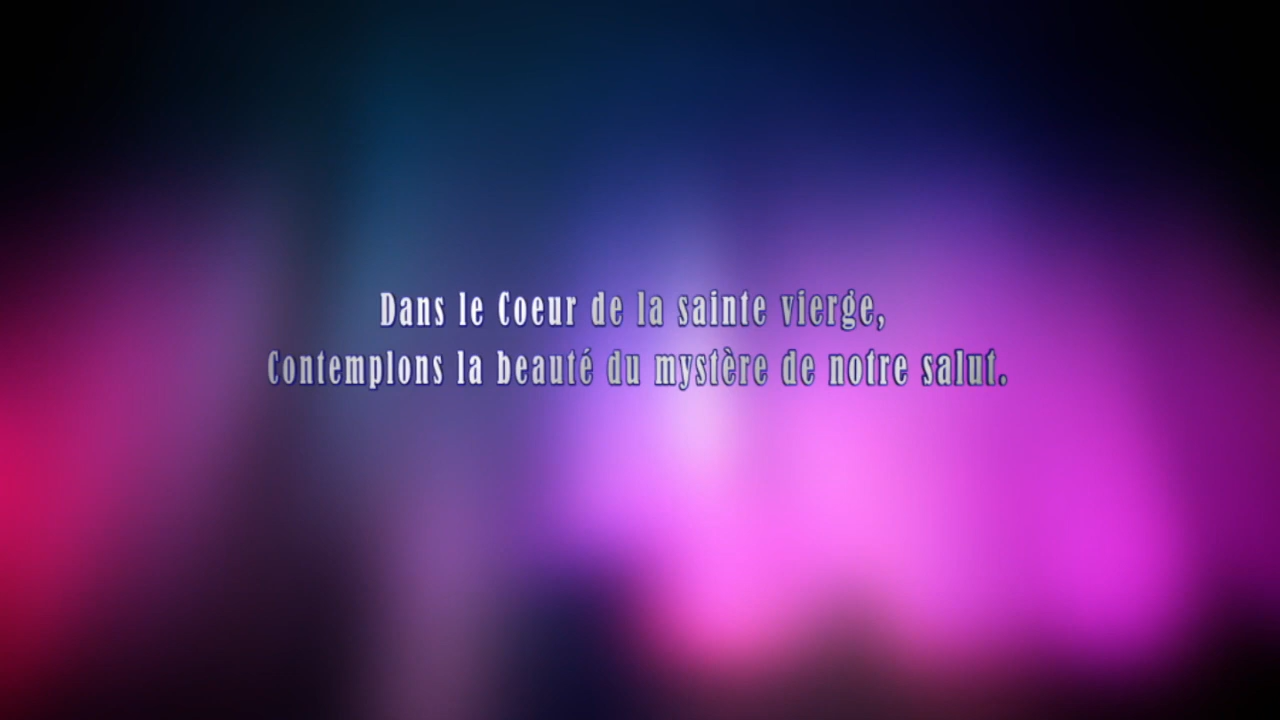 Dans le Coeur de la sainte vierge,
Contemplons la beauté du mystère de notre salut.